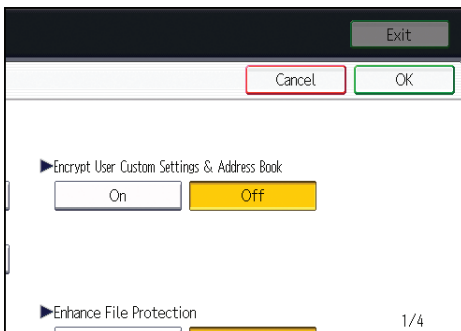 Exit
Cancel OK
▶Encrypt User Custom Settings & Address Book
On Off
▶Enhance File Protection
1/4